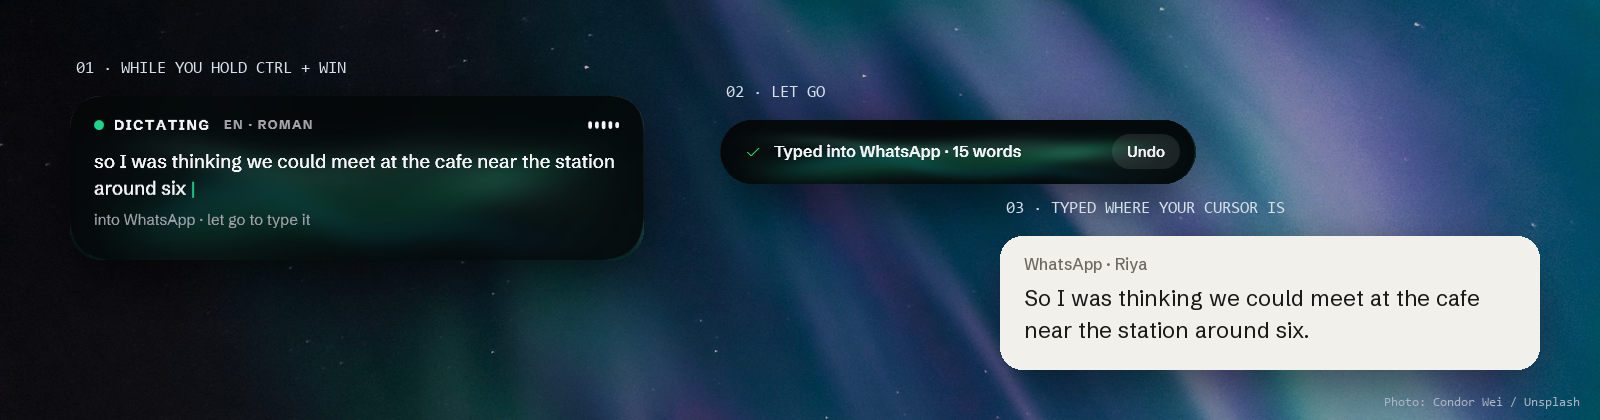 01 · WHILE YOU HOLD CTRL + WIN
DICTATING EN · ROMAN
so I was thinking we could meet at the cafe near the station
around six
into WhatsApp · let go to type it
02 · LET GO
Typed into WhatsApp · 15 words Undo
03 · TYPED WHERE YOUR CURSOR IS
WhatsApp · Riya
So I was thinking we could meet at the cafe
near the station around six.
Photo: Condor Wei / Unsplash